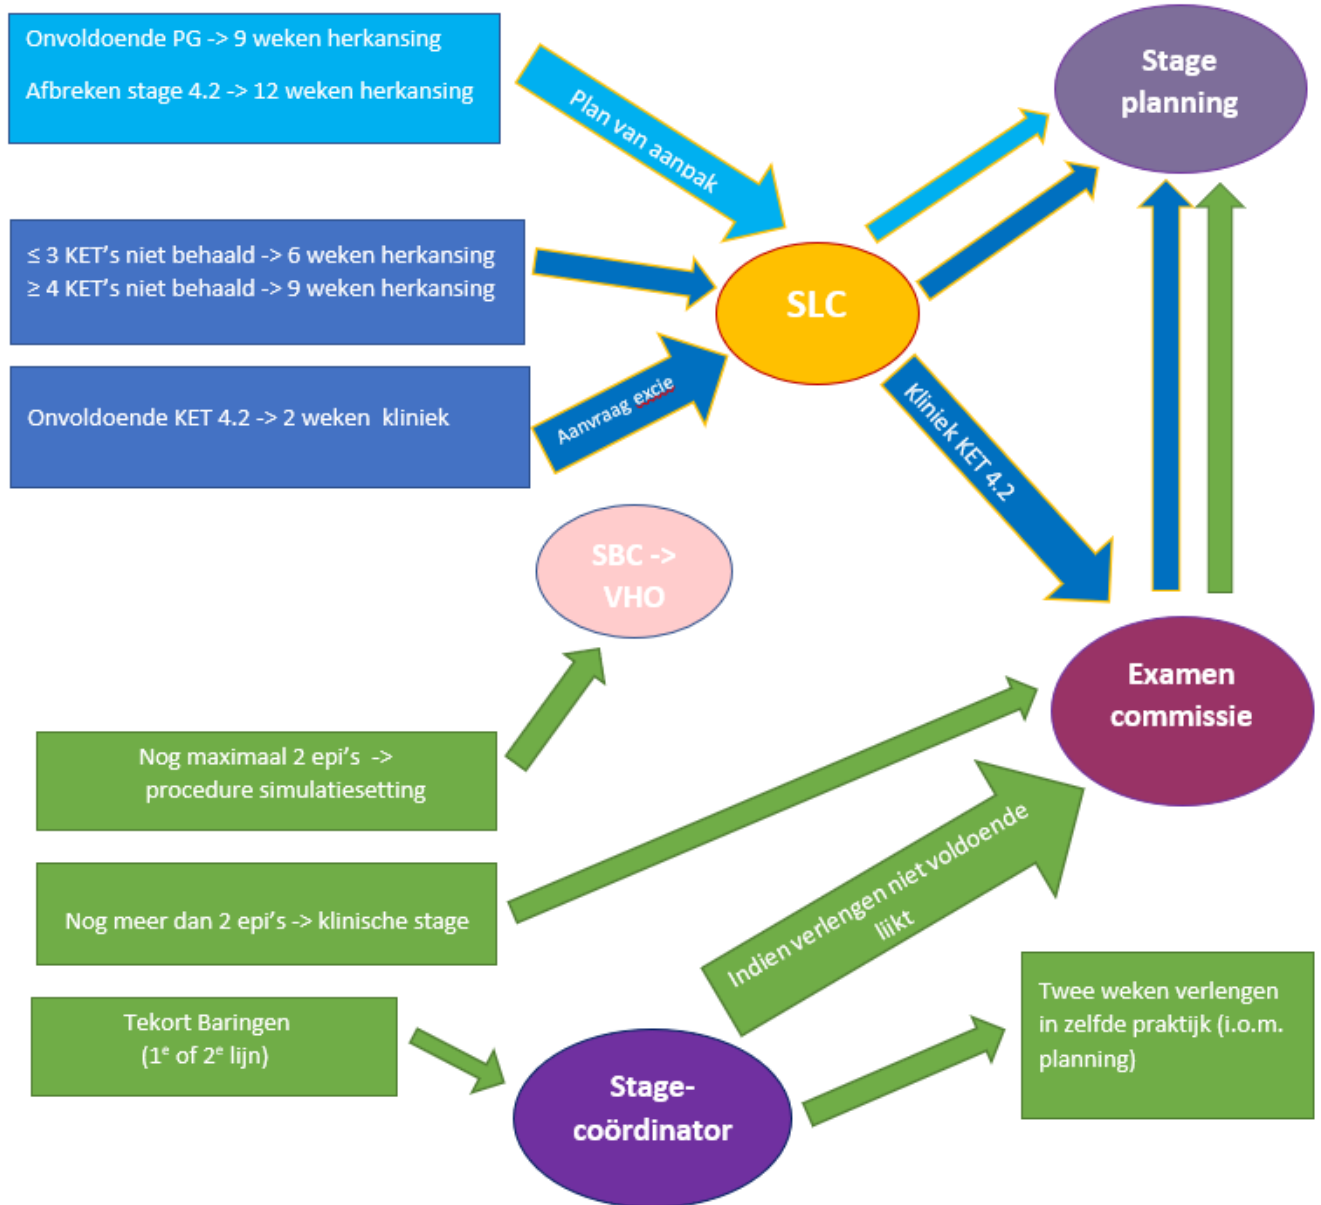 Onvoldoende PG -> 9 weken herkansing
Afbreken stage 4.2 -> 12 weken herkansing
Plan van aanpak
Stage
planning
≤ 3 KET's niet behaald -> 6 weken herkansing
≥ 4 KET's niet behaald -> 9 weken herkansing
SLC
Onvoldoende KET 4.2 -> 2 weken kliniek
Aanvraag excie
Kliniek KET 4.2
SBC ->
VHO
Examen
commissie
Nog maximaal 2 epi's ->
procedure simulatiesetting
Nog meer dan 2 epi's -> klinische stage
Indien verlengen niet voldoende
lijkt
Tekort Baringen
(1e of 2e lijn)
Stage-
coördinator
Twee weken verlengen
in zelfde praktijk (i.o.m.
planning)